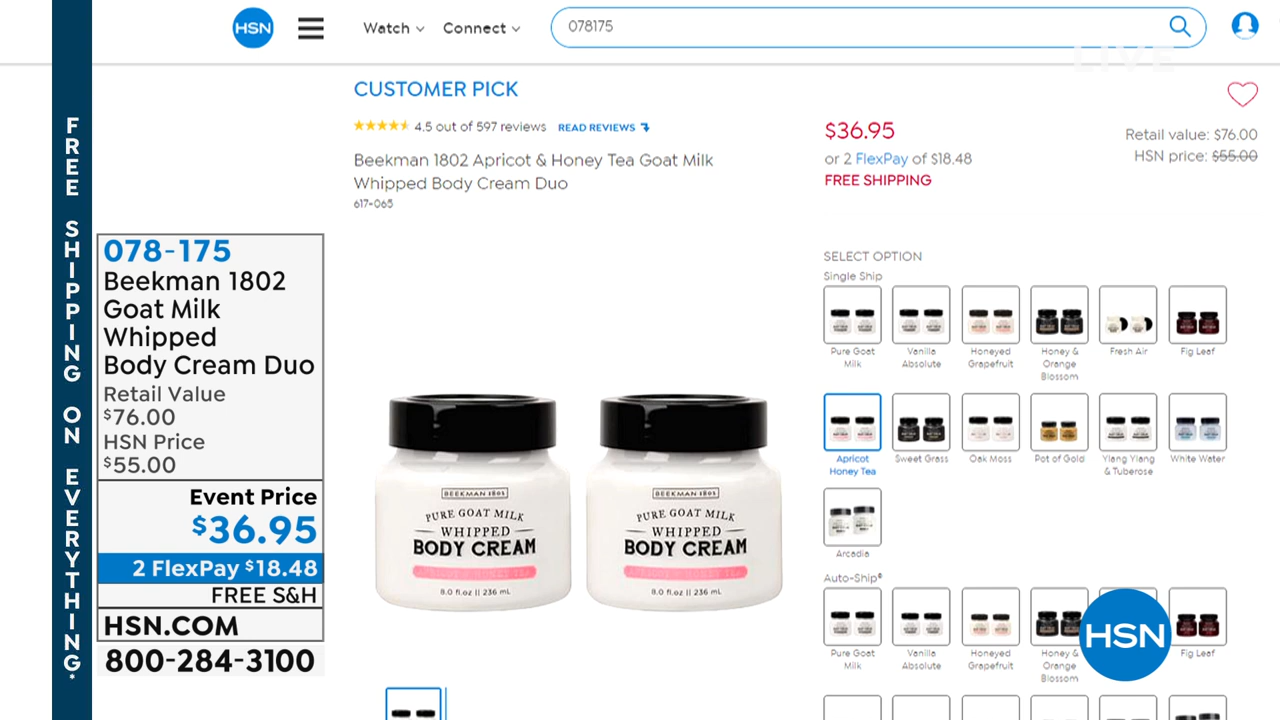 HSN
Watch
Connect
078175
LIVE
FREE SHIPPING ON EVERYTHING.*
078-175
Beekman 1802
Goat Milk
Whipped
Body Cream Duo
Retail Value
$76.00
HSN Price
$55.00
Event Price
$36.95
2 FlexPay $18.48
FREE S&H
HSN.COM
800-284-3100
CUSTOMER PICK
4.5 out of 597 reviews READ REVIEWS
Beekman 1802 Apricot & Honey Tea Goat Milk
Whipped Body Cream Duo
617-065
BEEKMAN 1802
PURE GOAT MILK
WHIPPED
BODY CREAM
8.0 fl.oz || 236 mL
BEEKMAN 1802
PURE GOAT MILK
WHIPPED
BODY CREAM
8.0 fl.oz || 236 mL
$36.95
or 2 FlexPay of $18.48
FREE SHIPPING
Retail value: $76.00
HSN price: $55.00
SELECT OPTION
Single Ship
Pure Goat
Milk
Vanilla
Absolute
Honeyed
Grapefruit
Honey &
Orange
Blossom
Fresh Air
Fig Leaf
Apricot
Honey Tea
Sweet Grass
Oak Moss
Pot of Gold
Ylang Ylang
& Tuberose
White Water
Arcadia
Auto-Ship®
Pure Goat
Milk
Vanilla
Absolute
Honeyed
Grapefruit
Honey &
Orange
Blossom
Fig Leaf
HSN